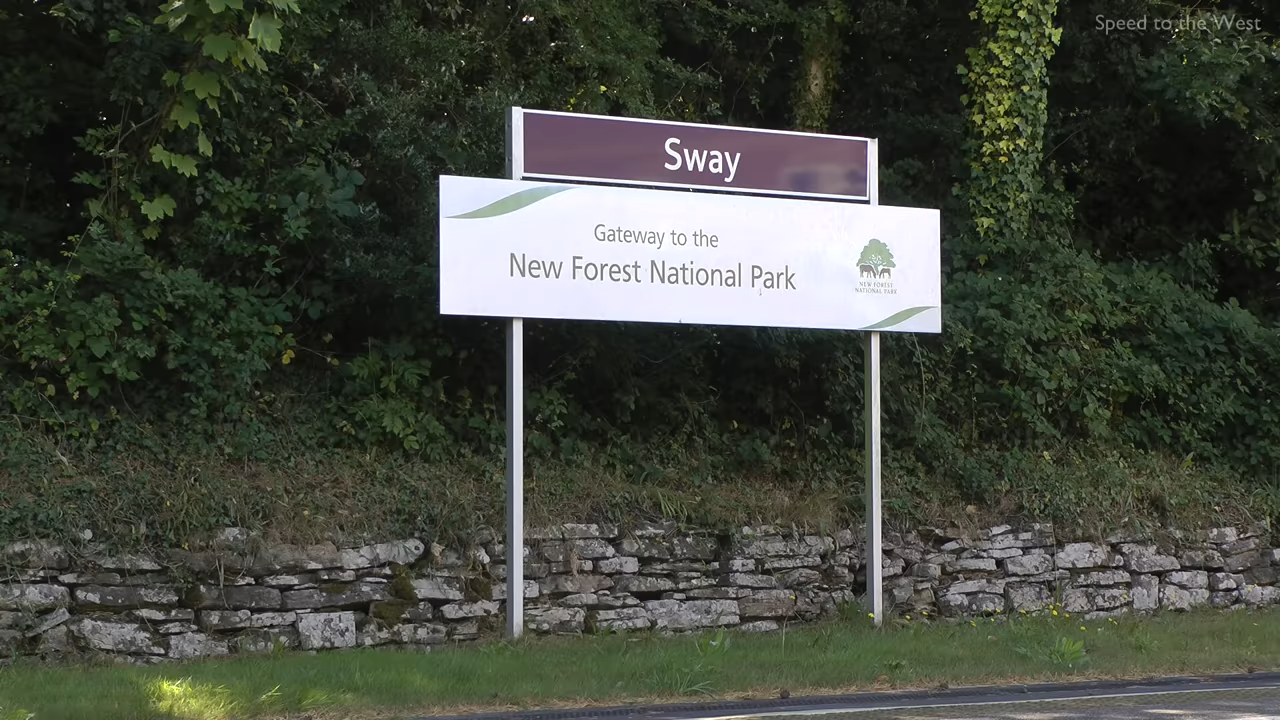 Speed to the West
Sway
Gateway to the
New Forest National Park
NEW FOREST
NATIONAL PARK